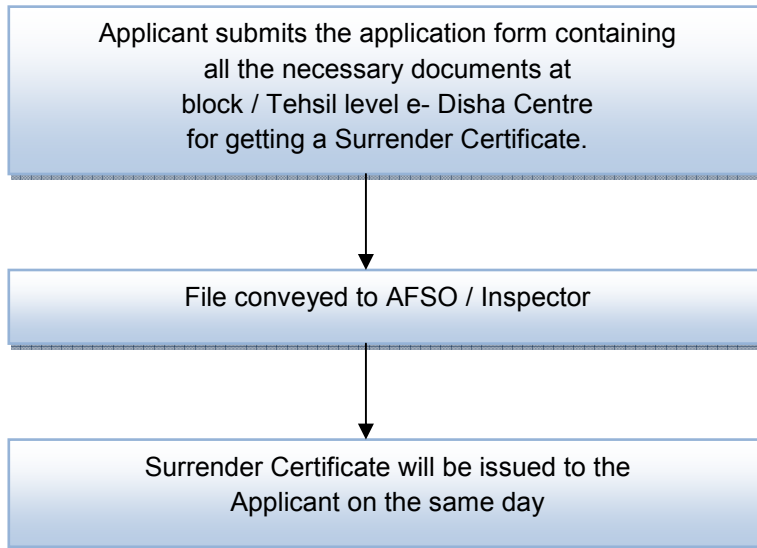 Applicant submits the application form containing
all the necessary documents at
block / Tehsil level e- Disha Centre
for getting a Surrender Certificate.
File conveyed to AFSO / Inspector
Surrender Certificate will be issued to the
Applicant on the same day